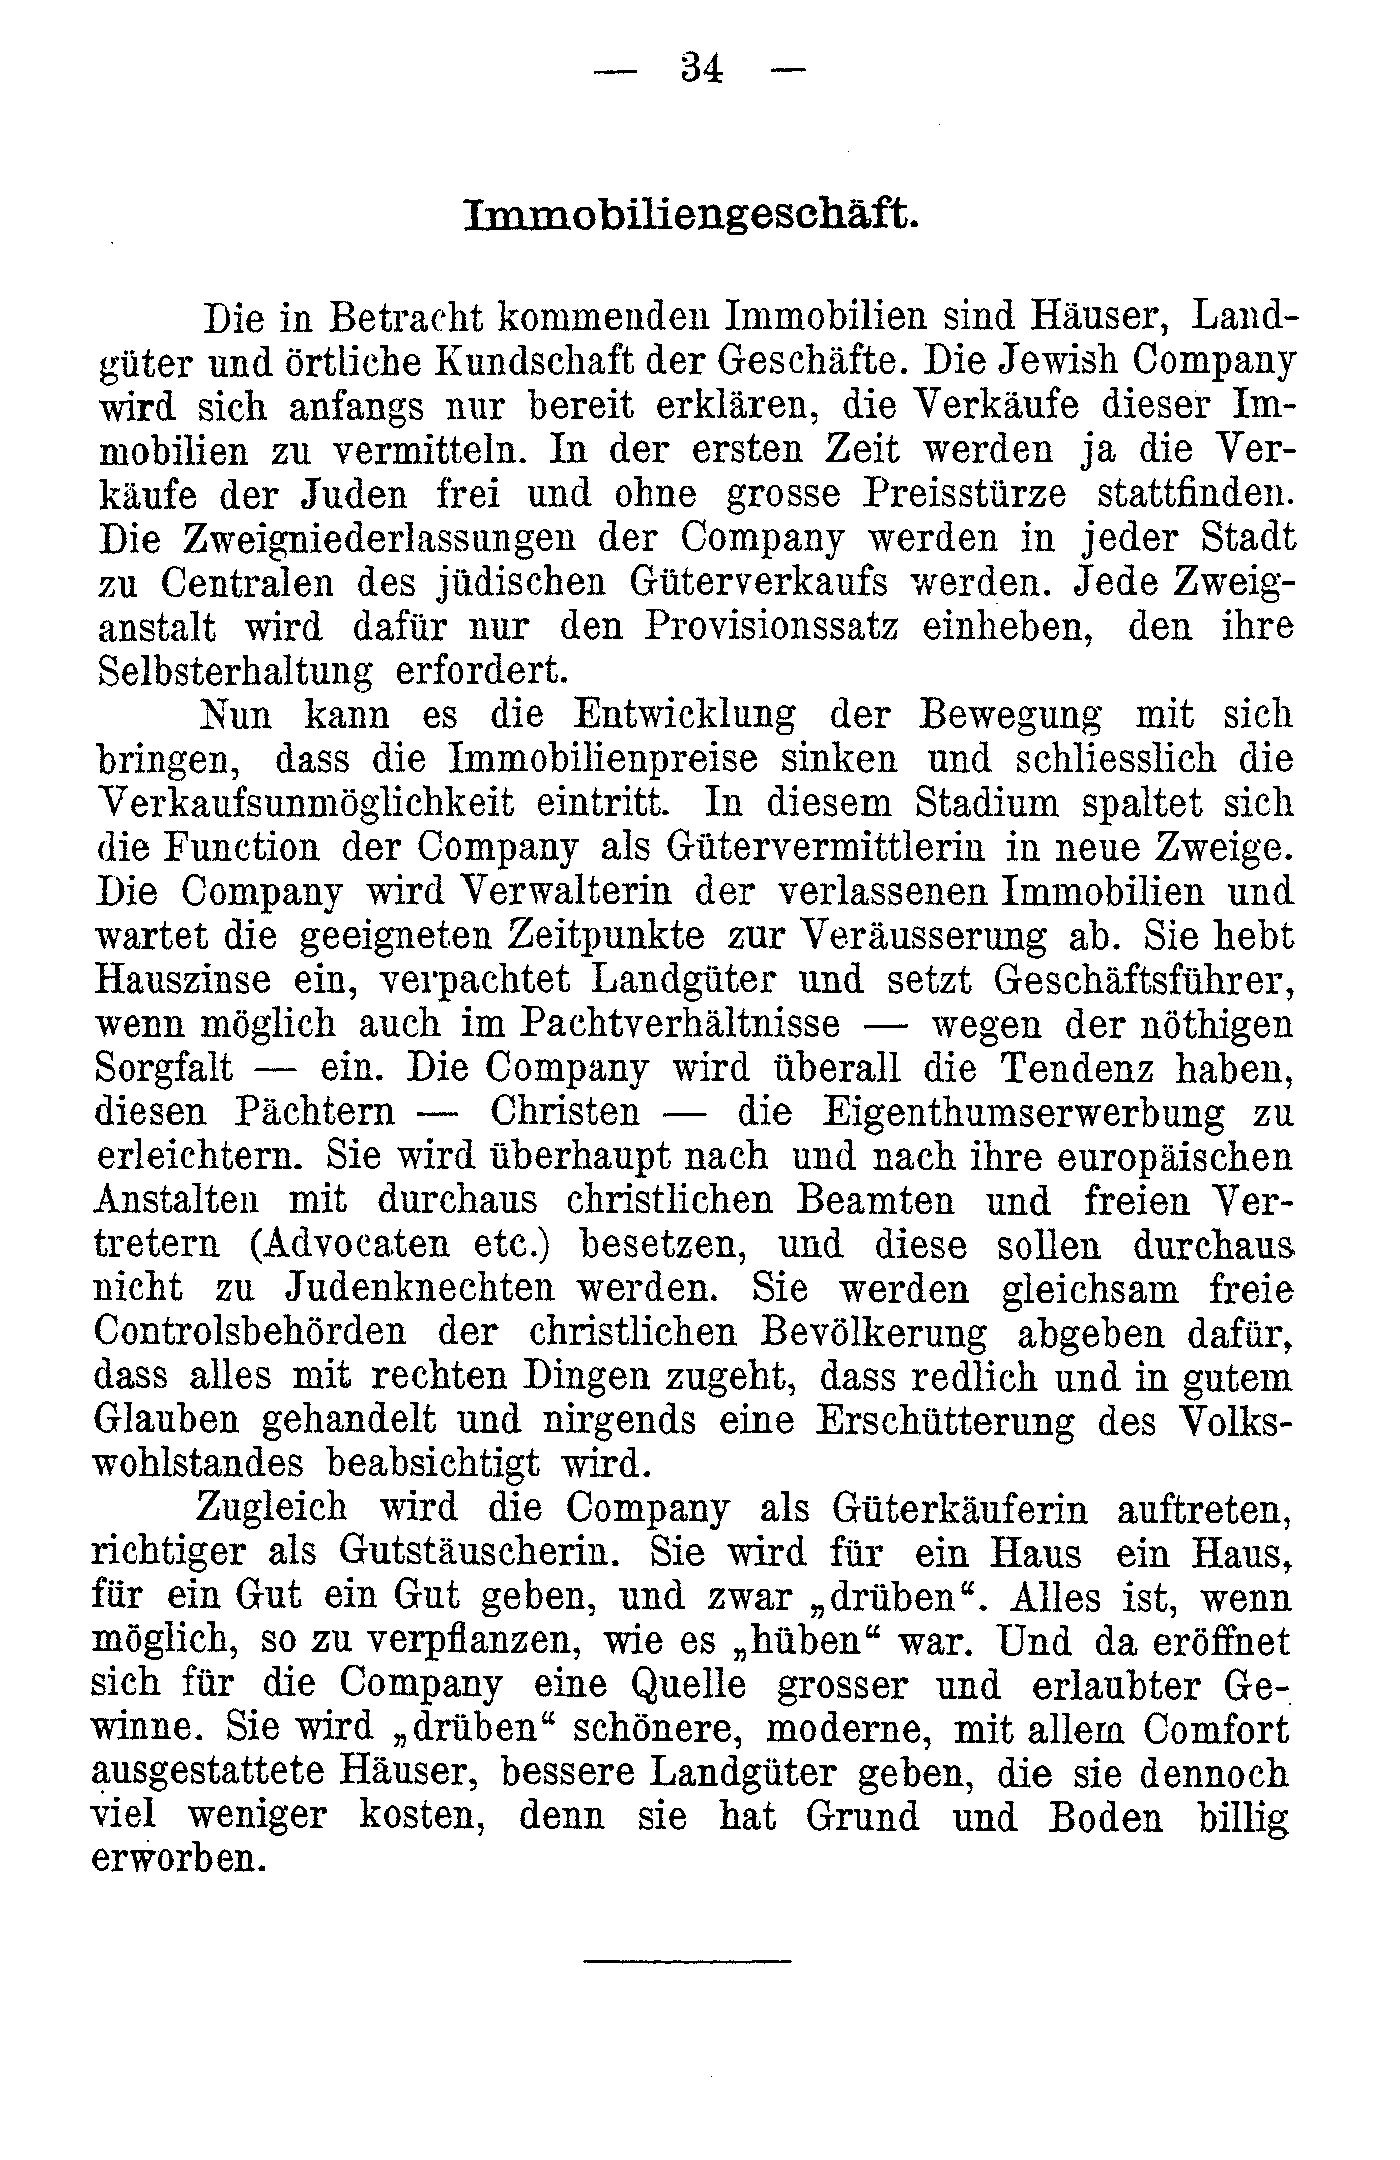 — 34 —
Immobiliengeschäft.
Die in Betracht kommenden Immobilien sind Häuser, Land-
güter und örtliche Kundschaft der Geschäfte. Die Jewish Company
wird sich anfangs nur bereit erklären, die Verkäufe dieser Im-
mobilien zu vermitteln. In der ersten Zeit werden ja die Ver-
käufe der Juden frei und ohne grosse Preisstürze stattfinden.
Die Zweigniederlassungen der Company werden in jeder Stadt
zu Centralen des jüdischen Güterverkaufs werden. Jede Zweig-
anstalt wird dafür nur den Provisionssatz einheben, den ihre
Selbsterhaltung erfordert.
Nun kann es die Entwicklung der Bewegung mit sich
bringen, dass die Immobilienpreise sinken und schliesslich die
Verkaufsunmöglichkeit eintritt. In diesem Stadium spaltet sich
die Function der Company als Gütervermittlerin in neue Zweige.
Die Company wird Verwalterin der verlassenen Immobilien und
wartet die geeigneten Zeitpunkte zur Veräusserung ab. Sie hebt
Hauszinse ein, verpachtet Landgüter und setzt Geschäftsführer,
wenn möglich auch im Pachtverhältnisse — wegen der nöthigen
Sorgfalt — ein. Die Company wird überall die Tendenz haben,
diesen Pächtern — Christen — die Eigenthumserwerbung zu
erleichtern. Sie wird überhaupt nach und nach ihre europäischen
Anstalten mit durchaus christlichen Beamten und freien Ver-
tretern (Advocaten etc.) besetzen, und diese sollen durchaus
nicht zu Judenknechten werden. Sie werden gleichsam freie
Controlsbehörden der christlichen Bevölkerung abgeben dafür,
dass alles mit rechten Dingen zugeht, dass redlich und in gutem
Glauben gehandelt und nirgends eine Erschütterung des Volks-
wohlstandes beabsichtigt wird.
Zugleich wird die Company als Güterkäuferin auftreten,
richtiger als Gutstäuscherin. Sie wird für ein Haus ein Haus,
für ein Gut ein Gut geben, und zwar „drüben“. Alles ist, wenn
möglich, so zu verpflanzen, wie es „hüben“ war. Und da eröffnet
sich für die Company eine Quelle grosser und erlaubter Ge-
winne. Sie wird „drüben“ schönere, moderne, mit allem Comfort
ausgestattete Häuser, bessere Landgüter geben, die sie dennoch
viel weniger kosten, denn sie hat Grund und Boden billig
erworben.